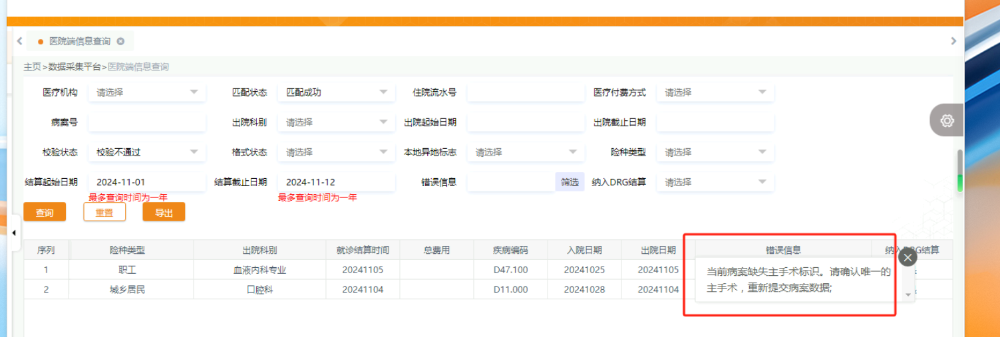 医院端信息查询
主页>数据采集平台>医院端信息查询
医疗机构 请选择 匹配状态 匹配成功 住院流水号 医疗付费方式 请选择
病案号 出院科别 请选择 出院起始日期 出院截止日期
校验状态 校验不通过 格式状态 请选择 本地异地标志 请选择 险种类型 请选择
结算起始日期 2024-11-01 结算截止日期 2024-11-12 错误信息 筛选 纳入DRG结算 请选择
最多查询时间为一年 最多查询时间为一年
查询 重置 导出
序列 险种类型 出院科别 就诊结算时间 总费用 疾病编码 入院日期 出院日期 错误信息 纳入DRG结算
1 职工 血液内科专业 20241105 D47.100 20241025 20241105
2 城乡居民 口腔科 20241104 D11.000 20241028 20241104
当前病案缺失主手术标识。请确认唯一的
主手术，重新提交病案数据;